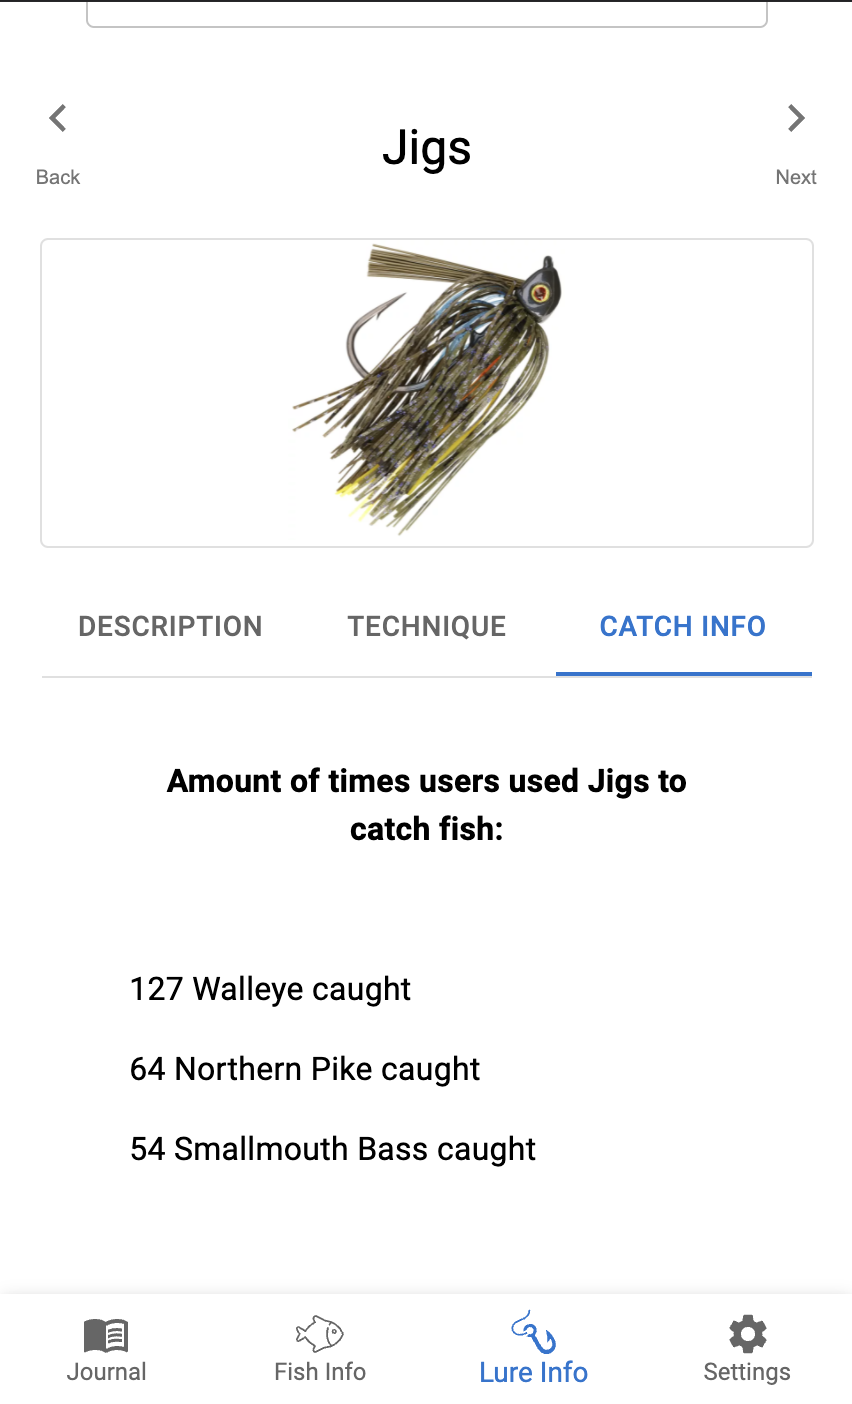 Back
Jigs
Next
DESCRIPTION
TECHNIQUE
CATCH INFO
Amount of times users used Jigs to
catch fish:
127 Walleye caught
64 Northern Pike caught
54 Smallmouth Bass caught
Journal
Fish Info
Lure Info
Settings